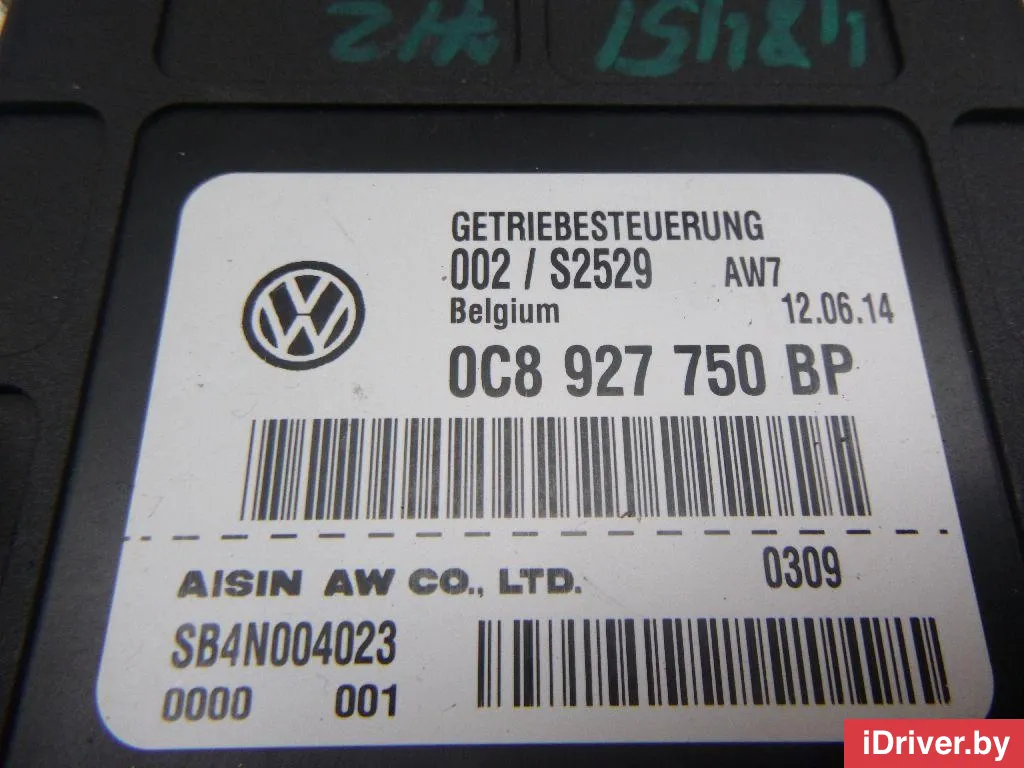 GETRIEBESTEUERUNG
002 / S2529 AW7
Belgium 12.06.14
0C8 927 750 BP
AISIN AW CO., LTD. 0309
SB4N004023
0000 001
iDriver.by